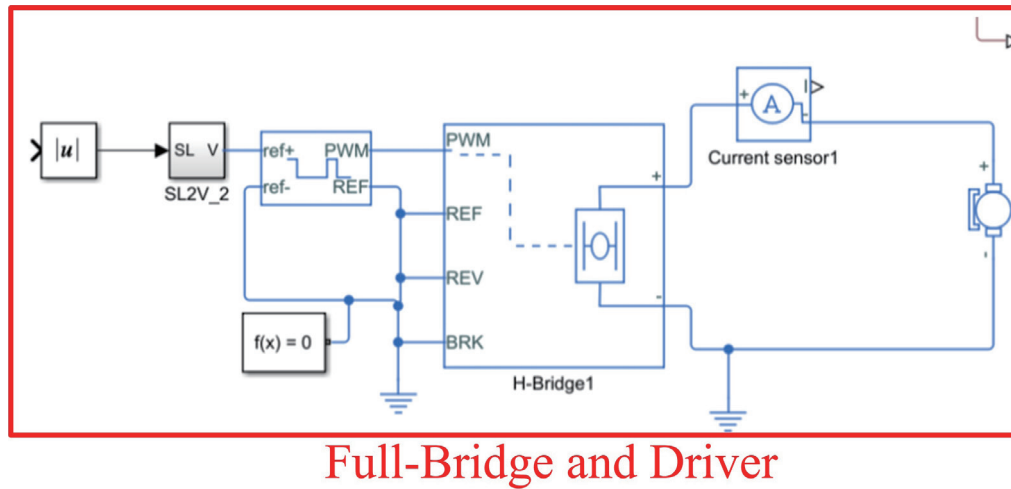 |u|
SL V
SL2V_2
ref+ PWM
ref- REF
f(x) = 0
PWM
REF
REV
BRK
+
-
H-Bridge1
+ A I
-
Current sensor1
+
-
Full-Bridge and Driver